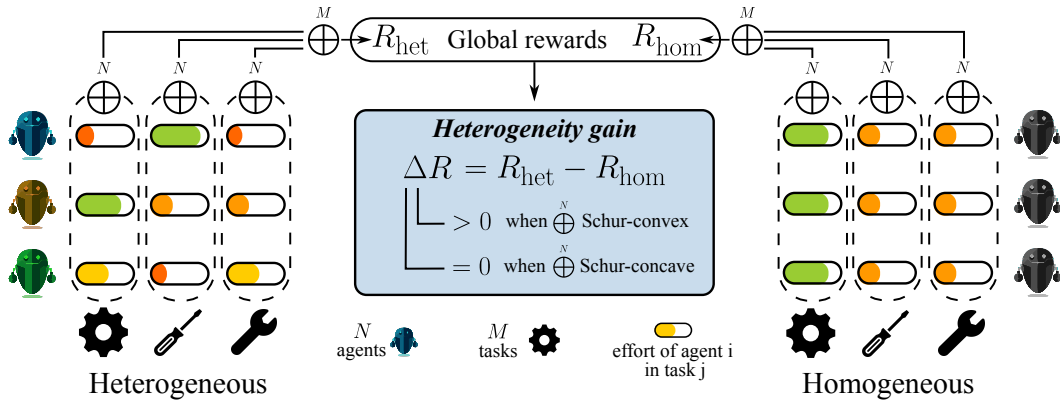 M
R_het Global rewards R_hom
M
N N N
N N N
Heterogeneity gain
ΔR = R_het − R_hom
> 0 when ⊕ N Schur-convex
= 0 when ⊕ N Schur-concave
N
agents
M
tasks
effort of agent i
in task j
Heterogeneous
Homogeneous